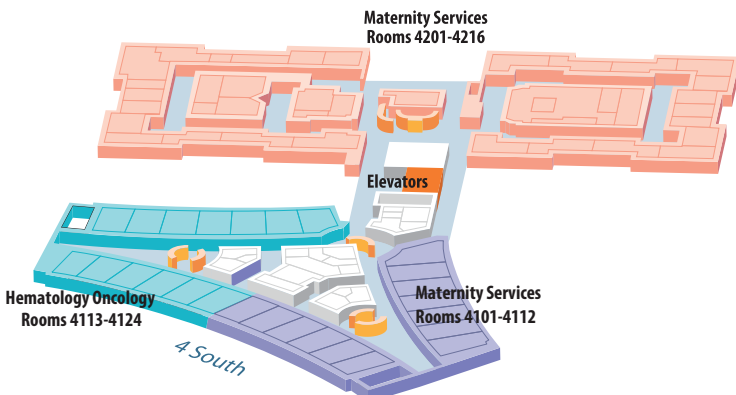 Maternity Services
Rooms 4201-4216
Elevators
Hematology Oncology
Rooms 4113-4124
Maternity Services
Rooms 4101-4112
4 South